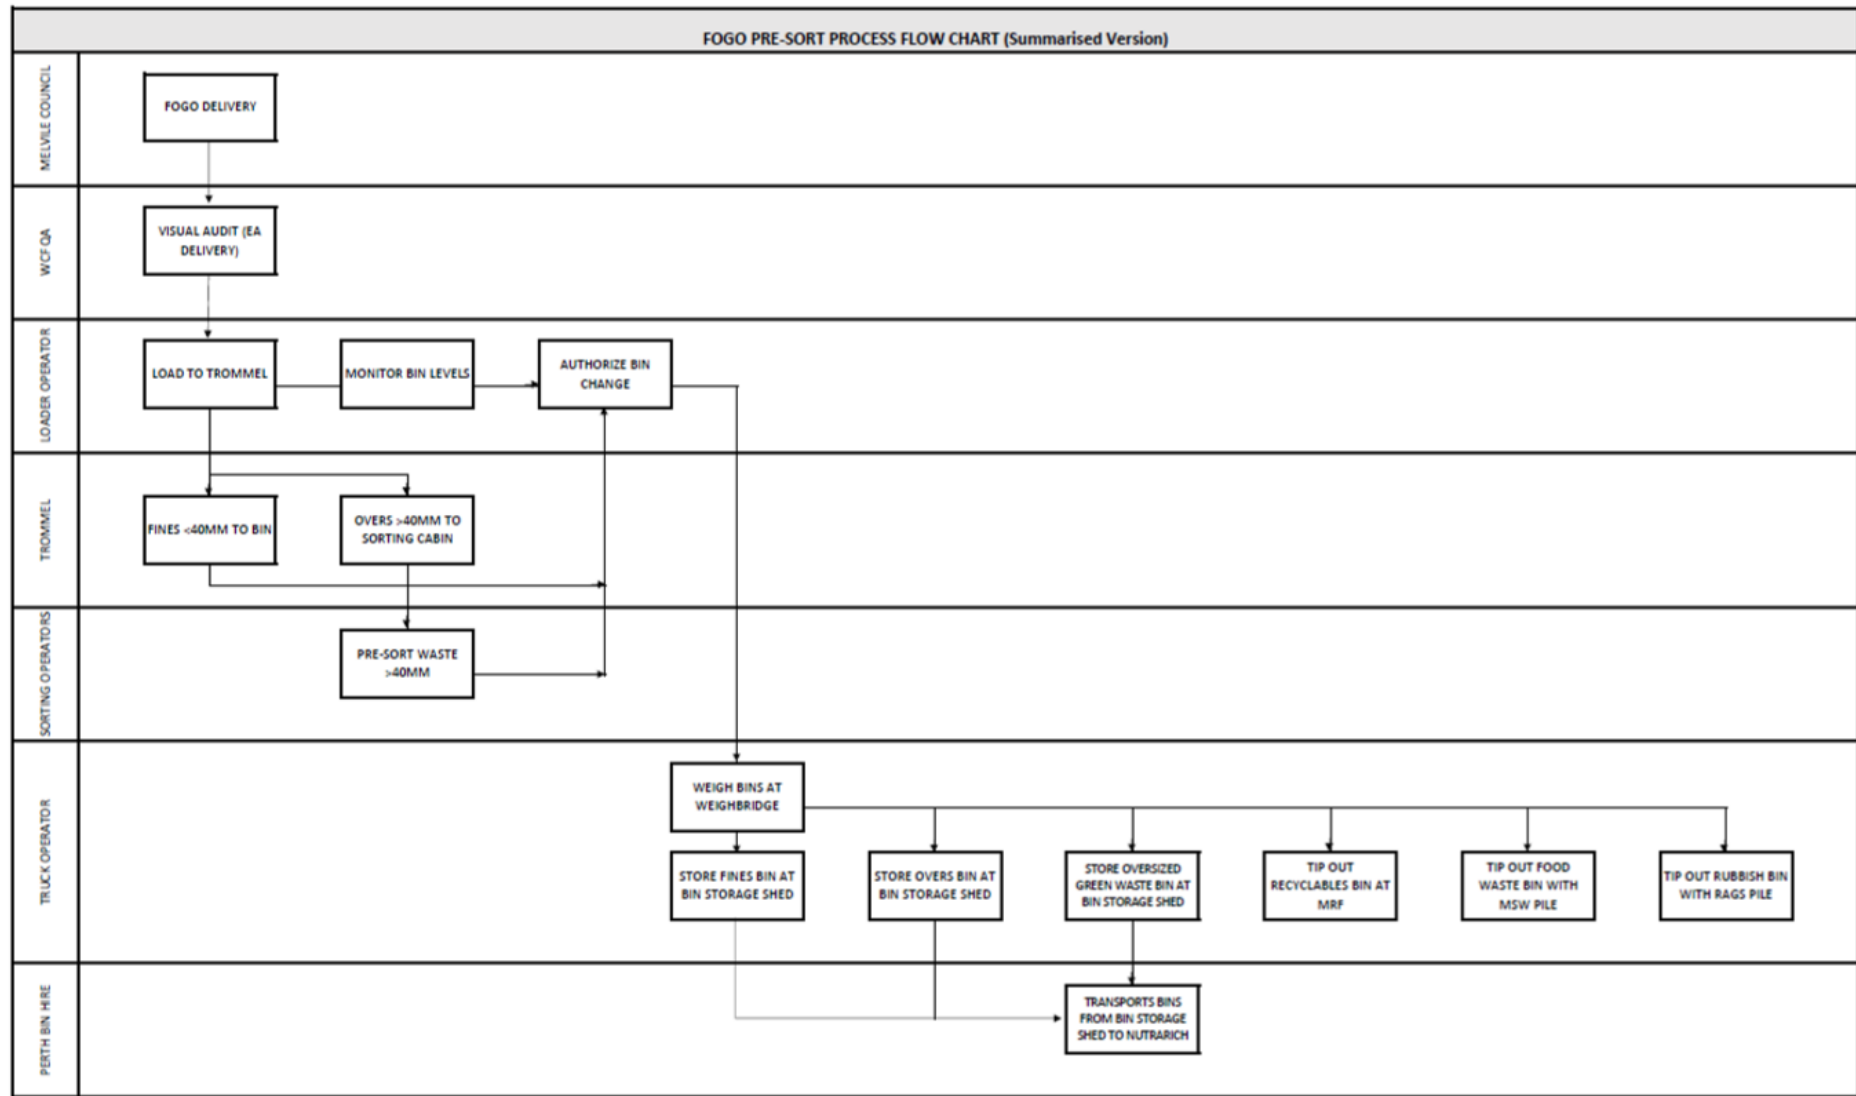 FOGO PRE-SORT PROCESS FLOW CHART (Summarised Version)
MELVILE COUNCIL
FOGO DELIVERY
WCF QA
VISUAL AUDIT (EA
DELIVERY)
LOADER OPERATOR
LOAD TO TROMMEL
MONITOR BIN LEVELS
AUTHORIZE BIN
CHANGE
TROMMEL
FINES <40MM TO BIN
OVERS >40MM TO
SORTING CABIN
SORTING OPERATORS
PRE-SORT WASTE
>40MM
TRUCK OPERATOR
WEIGH BINS AT
WEIGHBRIDGE
STORE FINES BIN AT
BIN STORAGE SHED
STORE OVERS BIN AT
BIN STORAGE SHED
STORE OVERSIZED
GREEN WASTE BIN AT
BIN STORAGE SHED
TIP OUT
RECYCLABLES BIN AT
MRF
TIP OUT FOOD
WASTE BIN WITH
MSW PILE
TIP OUT RUBBISH BIN
WITH RAGS PILE
PERTH BIN HIRE
TRANSPORTS BINS
FROM BIN STORAGE
SHED TO NUTRARICH